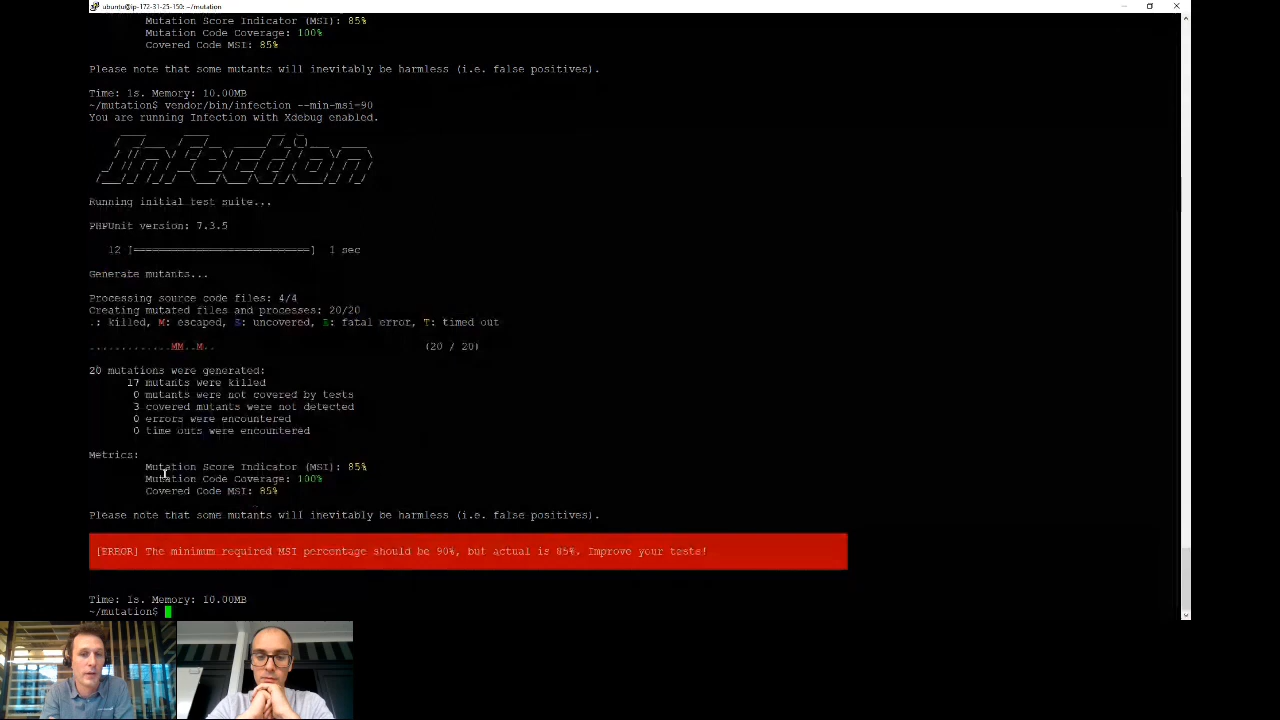 ubuntu@ip-172-31-25-150: ~/mutation
Mutation Score Indicator (MSI): 85%
Mutation Code Coverage: 100%
Covered Code MSI: 85%
Please note that some mutants will inevitably be harmless (i.e. false positives).
Time: 1s. Memory: 10.00MB
~/mutation$ vendor/bin/infection --min-msi=90
You are running Infection with Xdebug enabled.
Infection
Running initial test suite...
PHPUnit version: 7.3.5
12 [============================] 1 sec
Generate mutants...
Processing source code files: 4/4
Creating mutated files and processes: 20/20
.: killed, M: escaped, S: uncovered, E: fatal error, T: timed out
.............MM..M.. (20 / 20)
20 mutations were generated:
17 mutants were killed
0 mutants were not covered by tests
3 covered mutants were not detected
0 errors were encountered
0 time outs were encountered
Metrics:
Mutation Score Indicator (MSI): 85%
Mutation Code Coverage: 100%
Covered Code MSI: 85%
Please note that some mutants will inevitably be harmless (i.e. false positives).
[ERROR] The minimum required MSI percentage should be 90%, but actual is 85%. Improve your tests!
Time: 1s. Memory: 10.00MB
~/mutation$